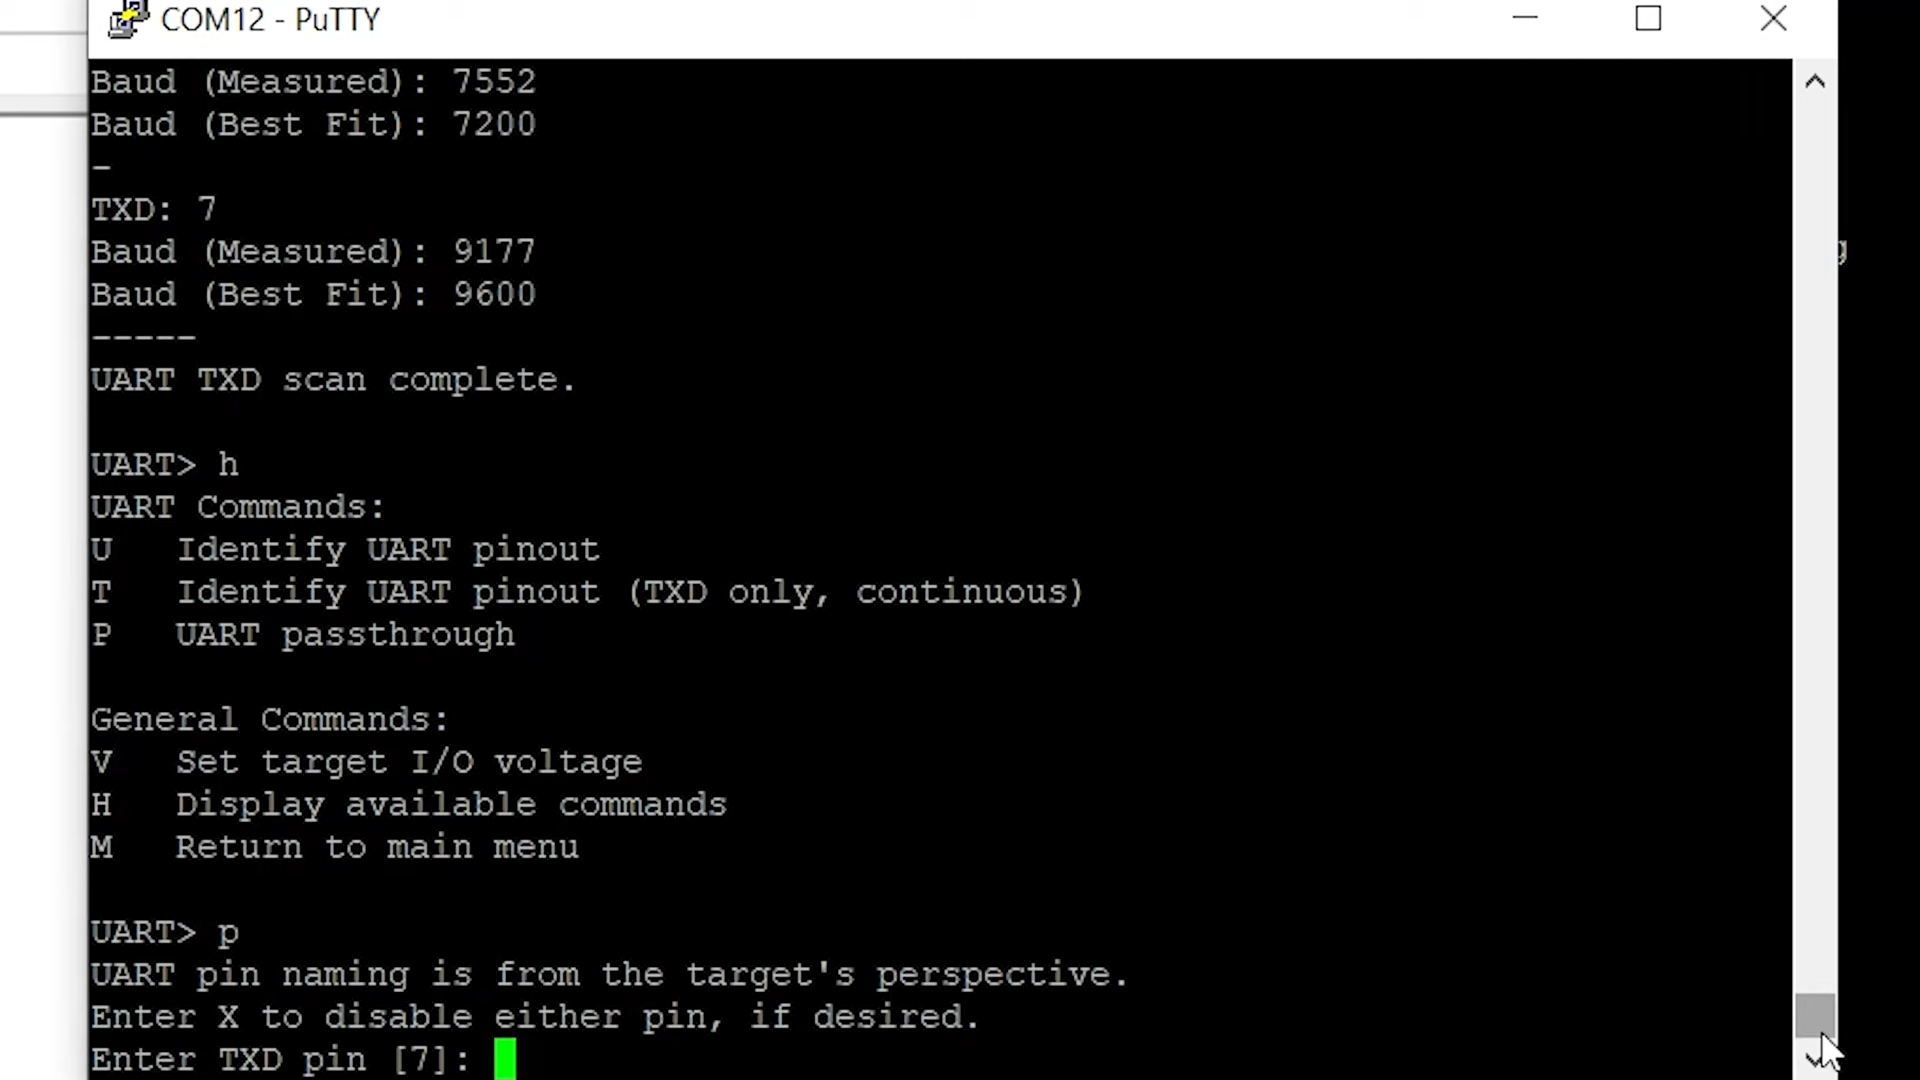 COM12 - PuTTY
Baud (Measured): 7552
Baud (Best Fit): 7200
-
TXD: 7
Baud (Measured): 9177
Baud (Best Fit): 9600
-----
UART TXD scan complete.
UART> h
UART Commands:
U   Identify UART pinout
T   Identify UART pinout (TXD only, continuous)
P   UART passthrough
General Commands:
V   Set target I/O voltage
H   Display available commands
M   Return to main menu
UART> p
UART pin naming is from the target's perspective.
Enter X to disable either pin, if desired.
Enter TXD pin [7]:
g